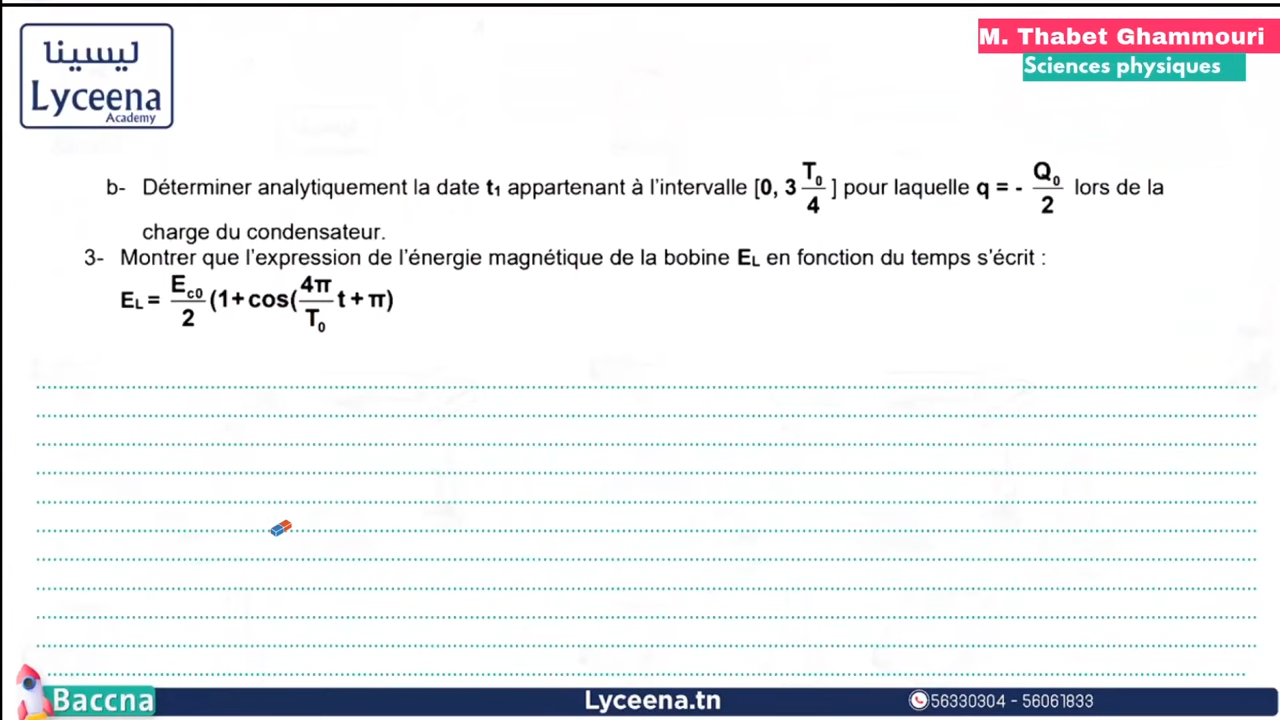 ليسينا
Lyceena
Academy
M. Thabet Ghammouri
Sciences physiques
b- Déterminer analytiquement la date t₁ appartenant à l'intervalle [0, 3 T₀/4 ] pour laquelle q = - Q₀/2 lors de la
charge du condensateur.
3- Montrer que l'expression de l'énergie magnétique de la bobine E_L en fonction du temps s'écrit :
E_L = E_c0/2 (1+cos(4π/T₀ t+π)
Baccna
Lyceena.tn
56330304 - 56061833